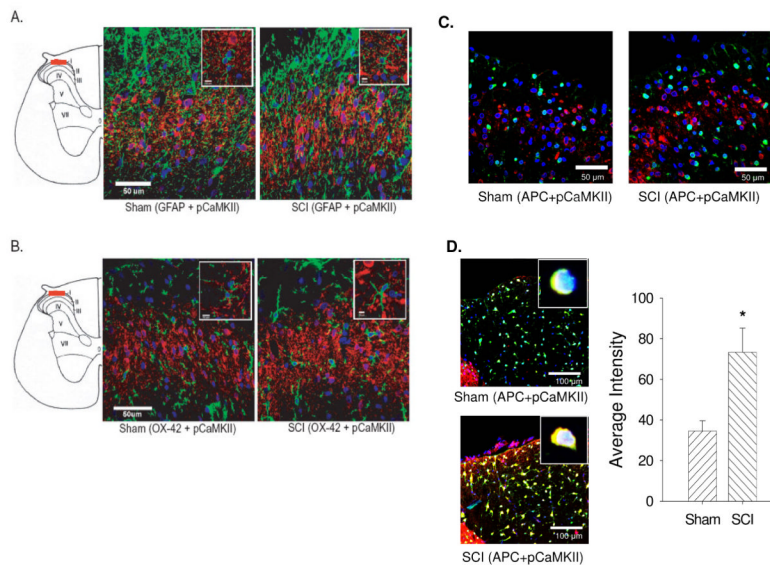 A.
I
II
III
IV
V
VII
50 um
Sham (GFAP + pCaMKII)
SCI (GFAP + pCaMKII)
B.
I
II
III
IV
V
VII
50um
Sham (OX-42 + pCaMKII)
SCI (OX-42 + pCaMKII)
C.
50 µm
50 µm
Sham (APC+pCaMKII)
SCI (APC+pCaMKII)
D.
100 µm
Sham (APC+pCaMKII)
100 µm
SCI (APC+pCaMKII)
Average Intensity
100
80
60
40
20
0
*
Sham
SCI